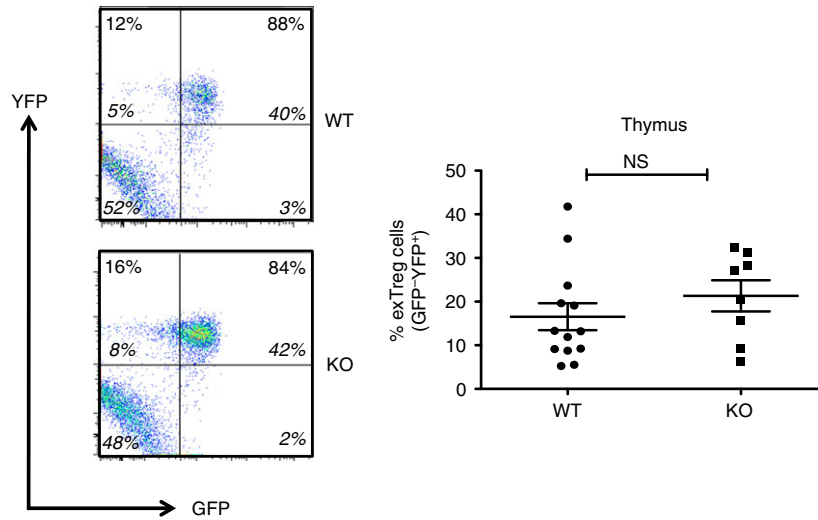 12% 88%
YFP
5% 40%
WT
52% 3%
16% 84%
8% 42%
KO
48% 2%
GFP
Thymus
NS
% exTreg cells
(GFP⁻YFP⁺)
50
40
30
20
10
0
WT KO